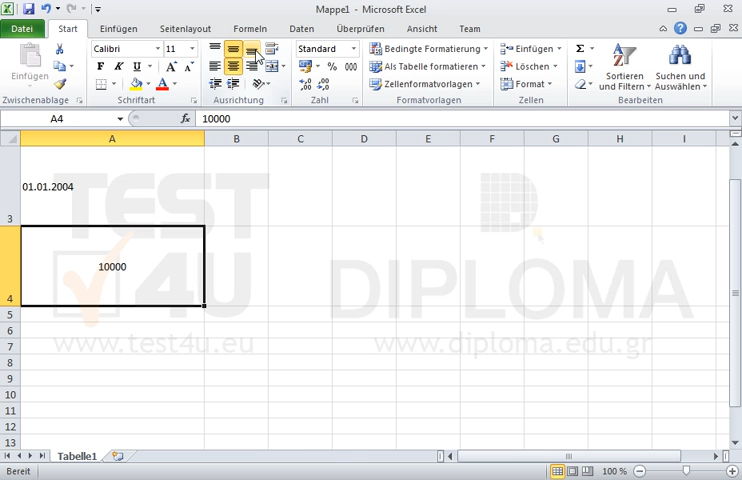 Mappe1 - Microsoft Excel
Datei Start Einfügen Seitenlayout Formeln Daten Überprüfen Ansicht Team
Einfügen
Calibri 11
F K U A A
Standard
% 000
Bedingte Formatierung
Als Tabelle formatieren
Zellenformatvorlagen
Einfügen
Löschen
Format
Σ
Sortieren und Filtern
Suchen und Auswählen
Zwischenablage Schriftart Ausrichtung Zahl Formatvorlagen Zellen Bearbeiten
A4 fx 10000
A B C D E F G H I
3 01.01.2004
4 10000
5
6
7
8
9
10
11
12
13
TEST
4U
www.test4u.eu
D
DIPLOMA
www.diploma.edu.gr
Tabelle1
Bereit 100 %